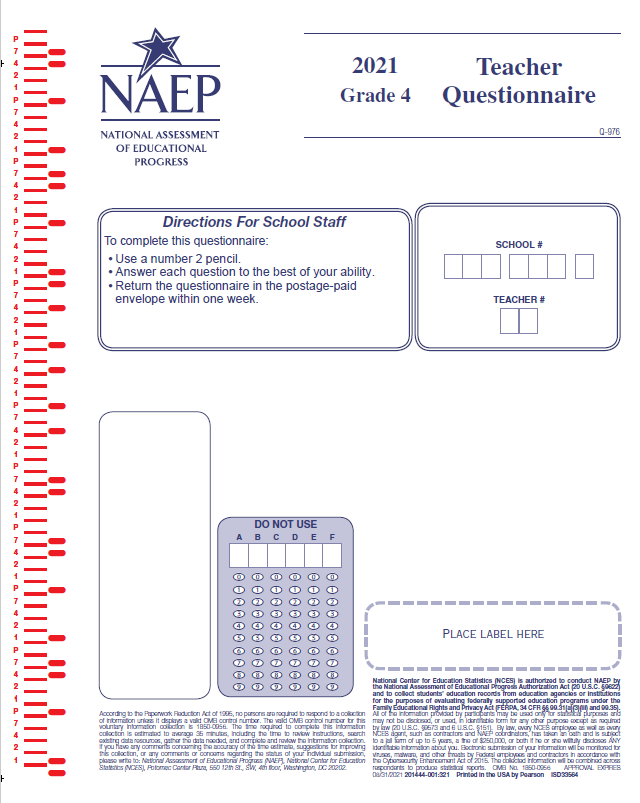 NAEP
NATIONAL ASSESSMENT
OF EDUCATIONAL
PROGRESS
2021
Grade 4
Teacher
Questionnaire
Q-976
Directions For School Staff
To complete this questionnaire:
• Use a number 2 pencil.
• Answer each question to the best of your ability.
• Return the questionnaire in the postage-paid
envelope within one week.
SCHOOL #
TEACHER #
DO NOT USE
A B C D E F
0 0 0 0 0 0
1 1 1 1 1 1
2 2 2 2 2 2
3 3 3 3 3 3
4 4 4 4 4 4
5 5 5 5 5 5
6 6 6 6 6 6
7 7 7 7 7 7
8 8 8 8 8 8
9 9 9 9 9 9
PLACE LABEL HERE
According to the Paperwork Reduction Act of 1995, no persons are required to respond to a collection
of information unless it displays a valid OMB control number. The valid OMB control number for this
voluntary information collection is 1850-0956. The time required to complete this information
collection is estimated to average 35 minutes, including the time to review instructions, search
existing data resources, gather the data needed, and complete and review the information collection.
If you have any comments concerning the accuracy of the time estimate, suggestions for improving
this collection, or any comments or concerns regarding the status of your individual submission,
please write to: National Assessment of Educational Progress (NAEP), National Center for Education
Statistics (NCES), Potomac Center Plaza, 550 12th St., SW, 4th floor, Washington, DC 20202.
National Center for Education Statistics (NCES) is authorized to conduct NAEP by
the National Assessment of Educational Progress Authorization Act (20 U.S.C. §9622)
and to collect students' education records from education agencies or institutions
for the purposes of evaluating federally supported education programs under the
Family Educational Rights and Privacy Act (FERPA, 34 CFR §§ 99.31(a)(3)(iii) and 99.35).
All of the information provided by participants may be used only for statistical purposes and
may not be disclosed, or used, in identifiable form for any other purpose except as required
by law (20 U.S.C. §9573 and 6 U.S.C. §151). By law, every NCES employee as well as every
NCES agent, such as contractors and NAEP coordinators, has taken an oath and is subject
to a jail term of up to 5 years, a fine of $250,000, or both if he or she willfully discloses ANY
identifiable information about you. Electronic submission of your information will be monitored for
viruses, malware, and other threats by Federal employees and contractors in accordance with
the Cybersecurity Enhancement Act of 2015. The collected information will be combined across
respondents to produce statistical reports. OMB No. 1850-0956 APPROVAL EXPIRES
08/31/2021 201444-001:321 Printed in the USA by Pearson ISD33564